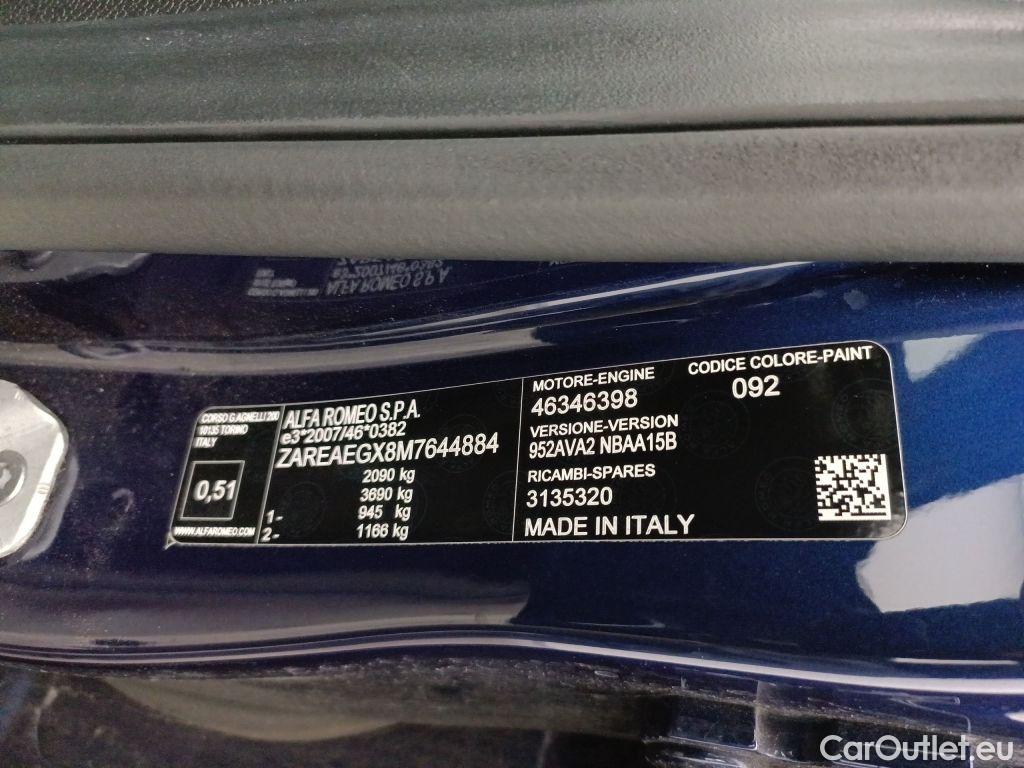 CORSO G.AGNELLI 200
10135 TORINO
ITALY
0,51
WWW.ALFAROMEO.COM
ALFA ROMEO S.P.A.
e3*2007/46*0382
ZAREAEGX8M7644884
2090 kg
3690 kg
1- 945 kg
2- 1166 kg
MOTORE-ENGINE
46346398
VERSIONE-VERSION
952AVA2 NBAA15B
RICAMBI-SPARES
3135320
MADE IN ITALY
CODICE COLORE-PAINT
092
CarOutlet.eu